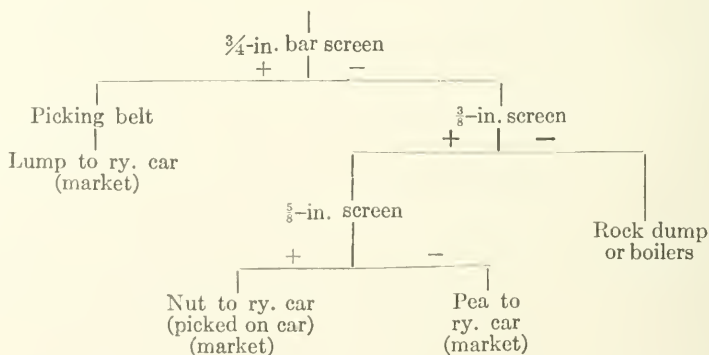 ¾-in. bar screen
+ −
Picking belt
Lump to ry. car
(market)
⅜-in. screen
+ −
⅝-in. screen
+ −
Rock dump
or boilers
Nut to ry. car
(picked on car)
(market)
Pea to
ry. car
(market)